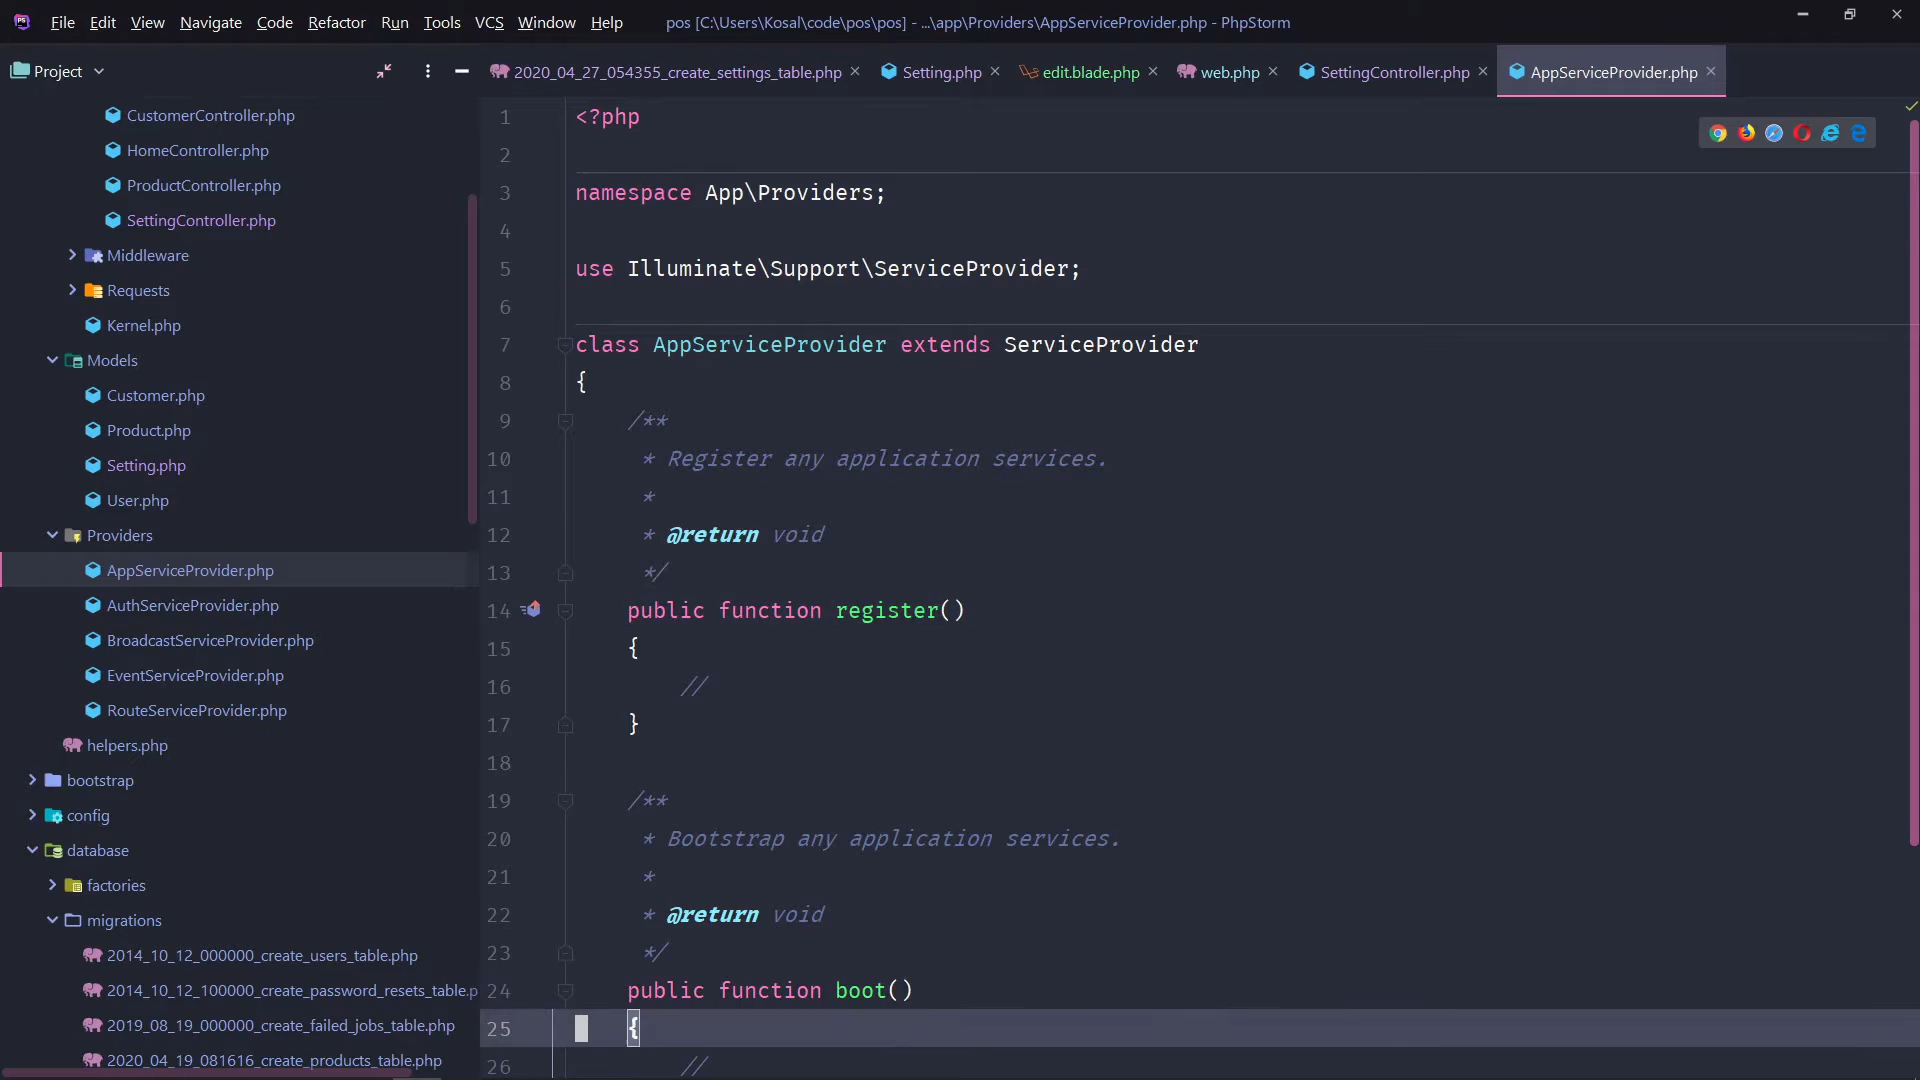 File Edit View Navigate Code Refactor Run Tools VCS Window Help pos [C:\Users\Kosal\code\pos\pos] - ...\app\Providers\AppServiceProvider.php - PhpStorm
Project
2020_04_27_054355_create_settings_table.php Setting.php edit.blade.php web.php SettingController.php AppServiceProvider.php
CustomerController.php
HomeController.php
ProductController.php
SettingController.php
Middleware
Requests
Kernel.php
Models
Customer.php
Product.php
Setting.php
User.php
Providers
AppServiceProvider.php
AuthServiceProvider.php
BroadcastServiceProvider.php
EventServiceProvider.php
RouteServiceProvider.php
helpers.php
bootstrap
config
database
factories
migrations
2014_10_12_000000_create_users_table.php
2014_10_12_100000_create_password_resets_table.p
2019_08_19_000000_create_failed_jobs_table.php
2020_04_19_081616_create_products_table.php
1 <?php
2
3 namespace App\Providers;
4
5 use Illuminate\Support\ServiceProvider;
6
7 class AppServiceProvider extends ServiceProvider
8 {
9 /**
10 * Register any application services.
11 *
12 * @return void
13 */
14 public function register()
15 {
16 //
17 }
18
19 /**
20 * Bootstrap any application services.
21 *
22 * @return void
23 */
24 public function boot()
25 {
26 //